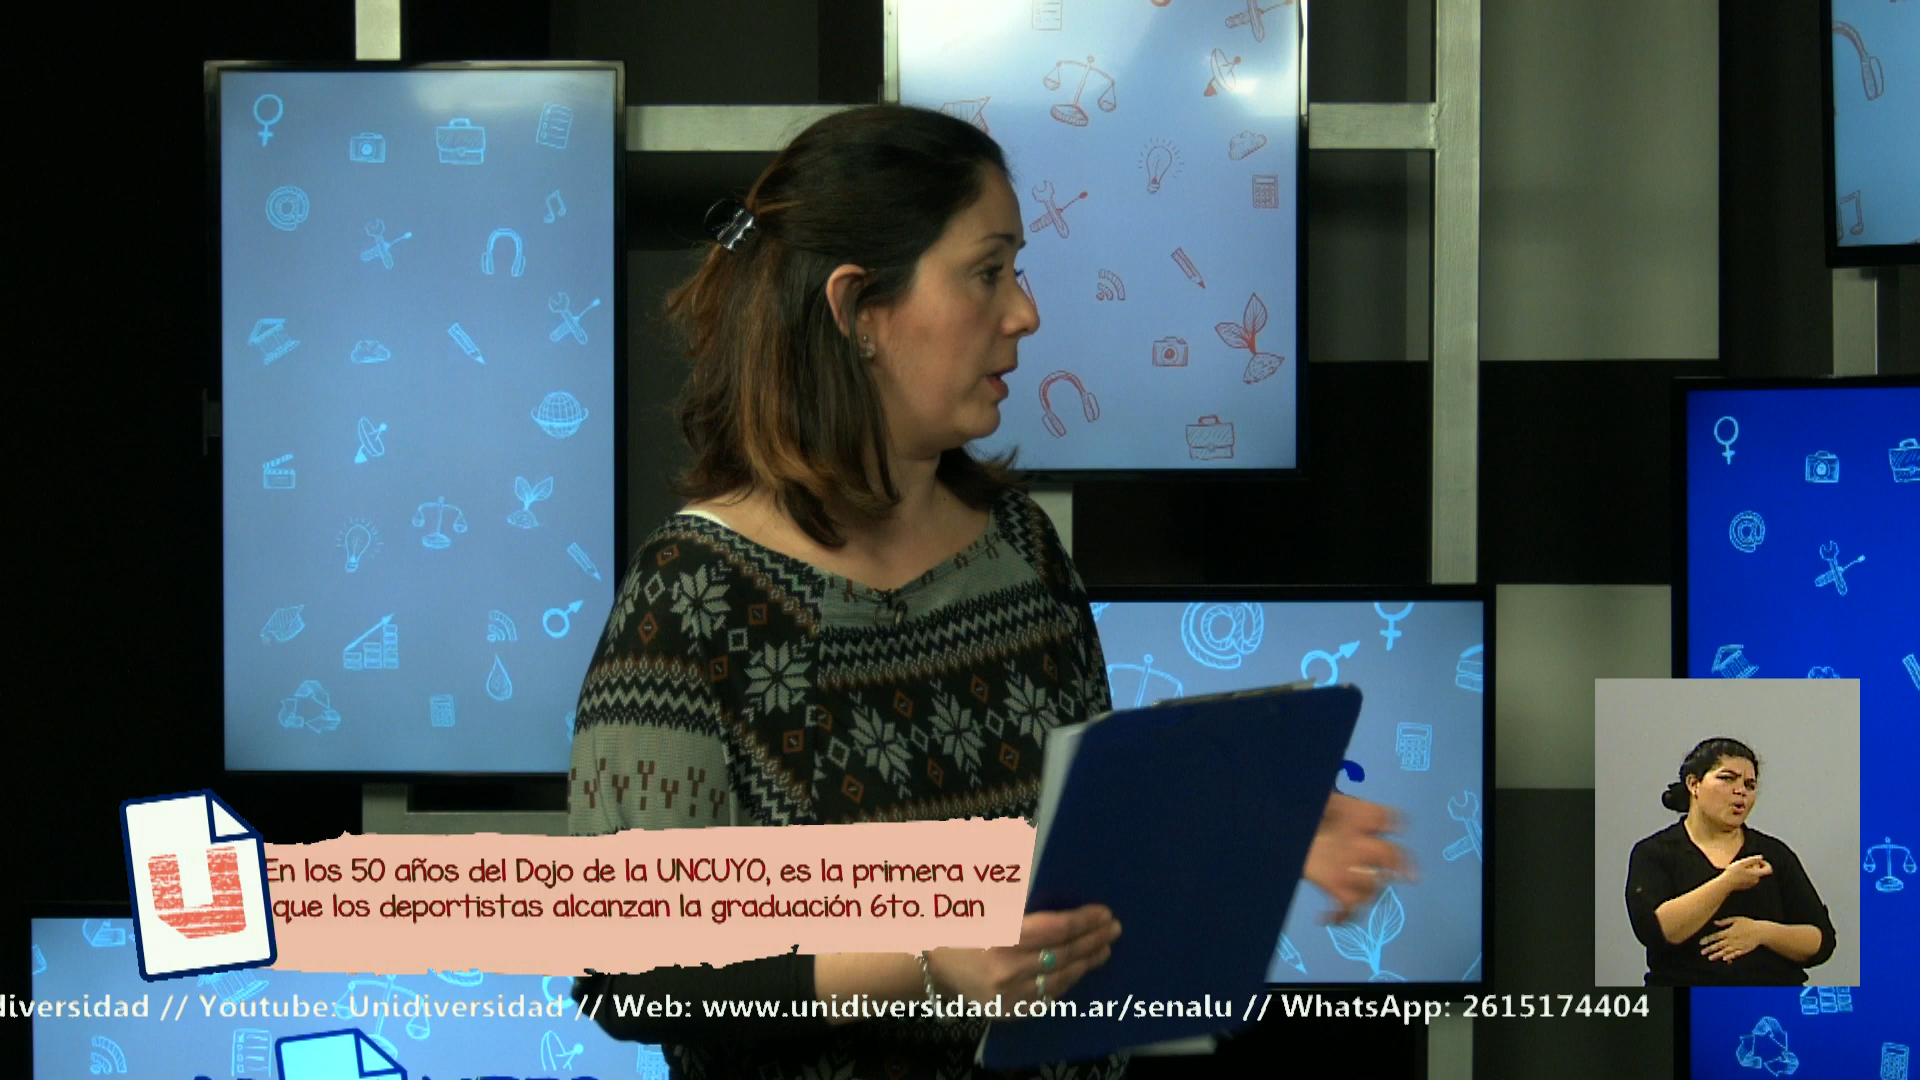 U
En los 50 años del Dojo de la UNCUYO, es la primera vez
que los deportistas alcanzan la graduación 6to. Dan
diversidad // Youtube: Unidiversidad // Web: www.unidiversidad.com.ar/senalu // WhatsApp: 2615174404